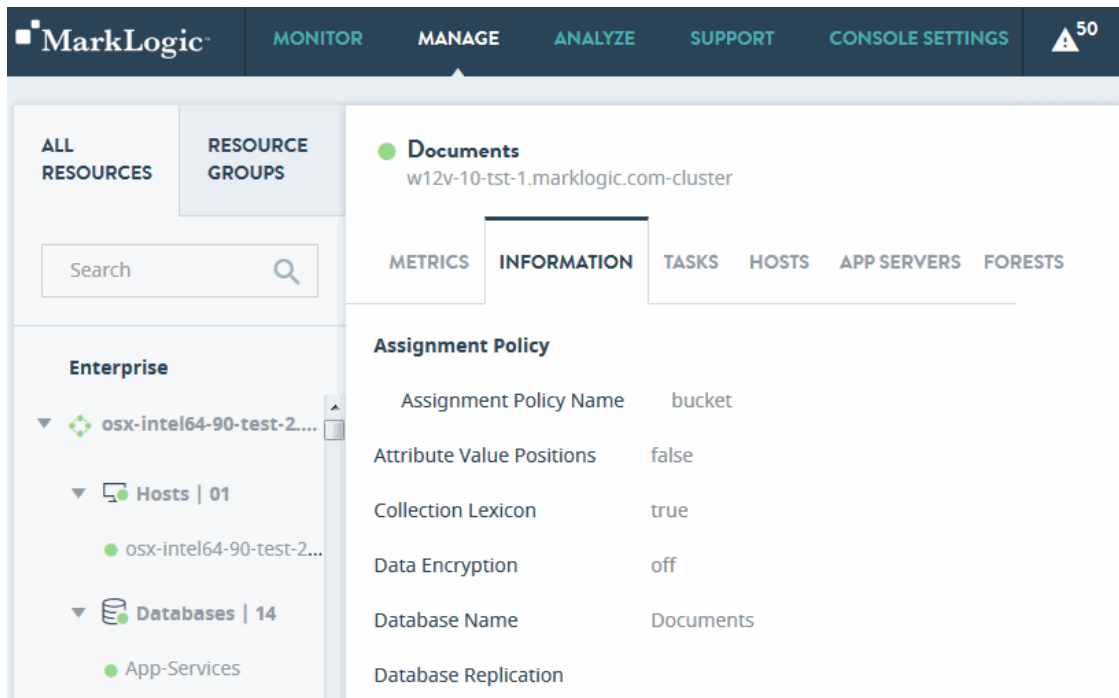 MarkLogic™ MONITOR MANAGE ANALYZE SUPPORT CONSOLE SETTINGS 50
ALL RESOURCES
RESOURCE GROUPS
Search
Enterprise
osx-intel64-90-test-2....
Hosts | 01
osx-intel64-90-test-2...
Databases | 14
App-Services
Documents
w12v-10-tst-1.marklogic.com-cluster
METRICS INFORMATION TASKS HOSTS APP SERVERS FORESTS
Assignment Policy
Assignment Policy Name bucket
Attribute Value Positions false
Collection Lexicon true
Data Encryption off
Database Name Documents
Database Replication